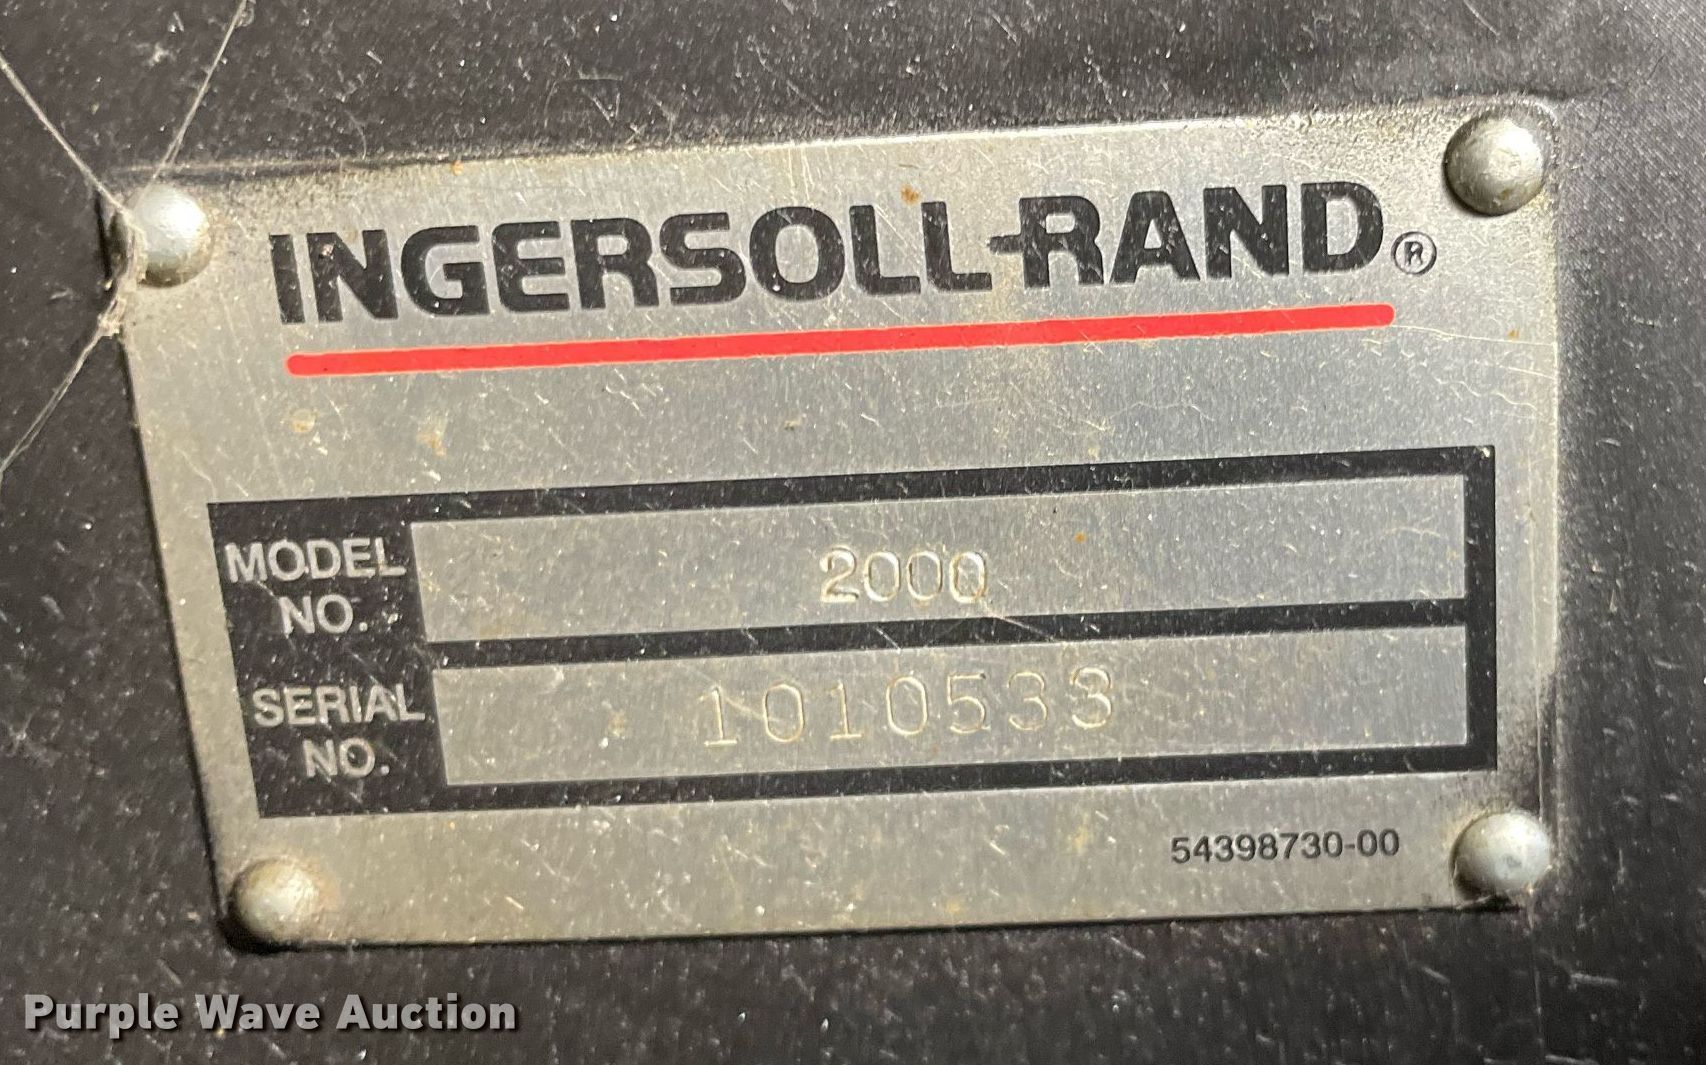 INGERSOLL-RAND®
MODEL NO. 2000
SERIAL NO. 1010533
54398730-00
Purple Wave Auction